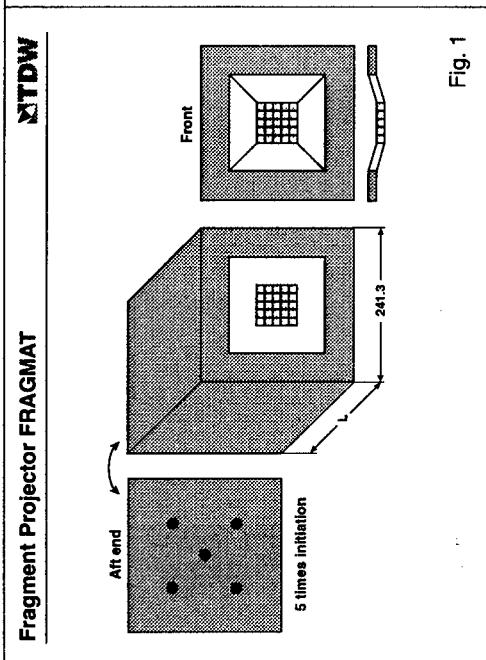 Fragment Projector FRAGMAT
TDW
Aft end
5 times initiation
L
241.3
Front
Fig. 1